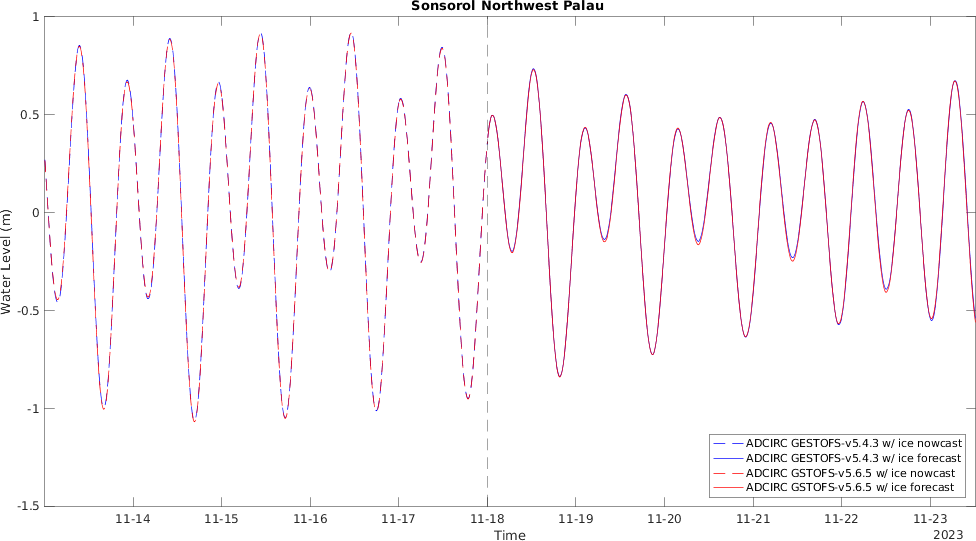 Sonsorol Northwest Palau
1
0.5
0
-0.5
-1
-1.5
Water Level (m)
11-14 11-15 11-16 11-17 11-18 11-19 11-20 11-21 11-22 11-23
Time
2023
ADCIRC GESTOFS-v5.4.3 w/ ice nowcast
ADCIRC GESTOFS-v5.4.3 w/ ice forecast
ADCIRC GSTOFS-v5.6.5 w/ ice nowcast
ADCIRC GSTOFS-v5.6.5 w/ ice forecast